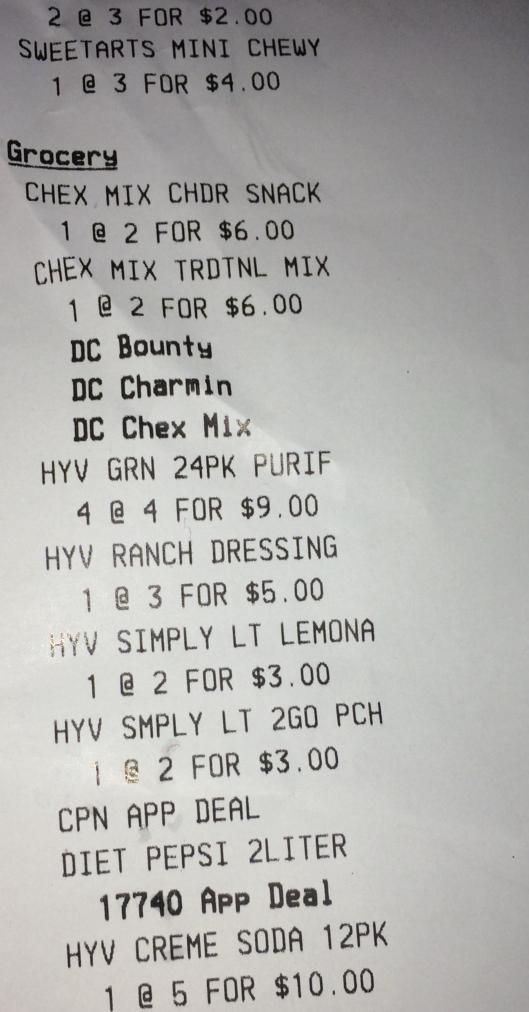 2 @ 3 FOR $2.00
SWEETARTS MINI CHEWY
1 @ 3 FOR $4.00
Grocery
CHEX MIX CHDR SNACK
1 @ 2 FOR $6.00
CHEX MIX TRDTNL MIX
1 @ 2 FOR $6.00
DC Bounty
DC Charmin
DC Chex Mix
HYV GRN 24PK PURIF
4 @ 4 FOR $9.00
HYV RANCH DRESSING
1 @ 3 FOR $5.00
HYV SIMPLY LT LEMONA
1 @ 2 FOR $3.00
HYV SMPLY LT 2GO PCH
1 @ 2 FOR $3.00
CPN APP DEAL
DIET PEPSI 2LITER
17740 App Deal
HYV CREME SODA 12PK
1 @ 5 FOR $10.00